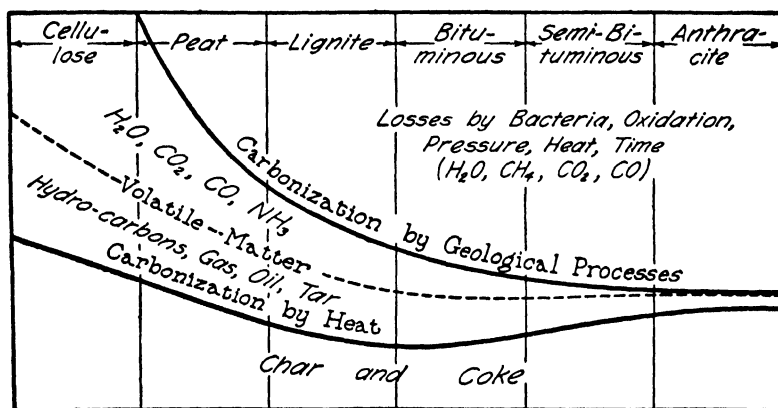 Cellu-
lose
Peat
Lignite
Bitu-
minous
Semi-Bi-
tuminous
Anthra-
cite
Losses by Bacteria, Oxidation,
Pressure, Heat, Time
(H₂O, CH₄, CO₂, CO)
H₂O, CO₂, CO, NH₃
Carbonization by Geological Processes
Volatile Matter
Hydro-carbons, Gas, Oil, Tar
Carbonization by Heat
Char and Coke